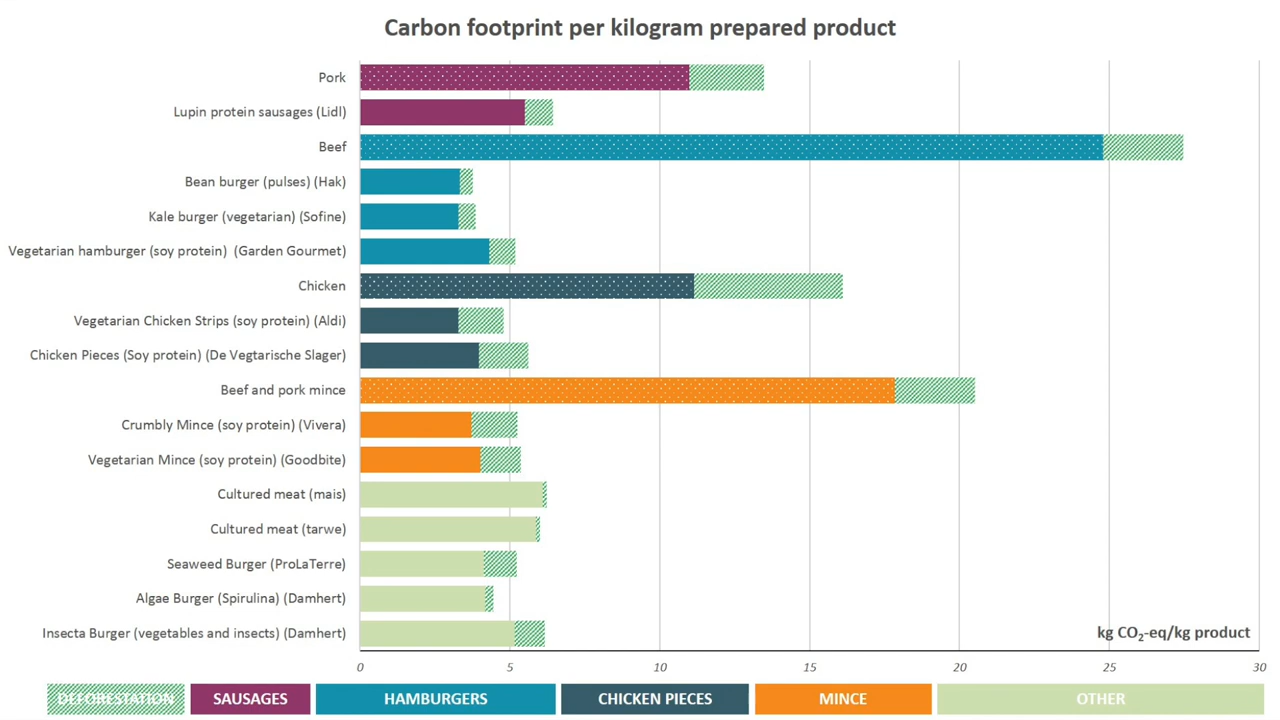 Carbon footprint per kilogram prepared product
Pork
Lupin protein sausages (Lidl)
Beef
Bean burger (pulses) (Hak)
Kale burger (vegetarian) (Sofine)
Vegetarian hamburger (soy protein)  (Garden Gourmet)
Chicken
Vegetarian Chicken Strips (soy protein) (Aldi)
Chicken Pieces (Soy protein) (De Vegtarische Slager)
Beef and pork mince
Crumbly Mince (soy protein) (Vivera)
Vegetarian Mince (soy protein) (Goodbite)
Cultured meat (mais)
Cultured meat (tarwe)
Seaweed Burger (ProLaTerre)
Algae Burger (Spirulina) (Damhert)
Insecta Burger (vegetables and insects) (Damhert)
kg CO₂-eq/kg product
0 5 10 15 20 25 30
DEFORESTATION SAUSAGES HAMBURGERS CHICKEN PIECES MINCE OTHER